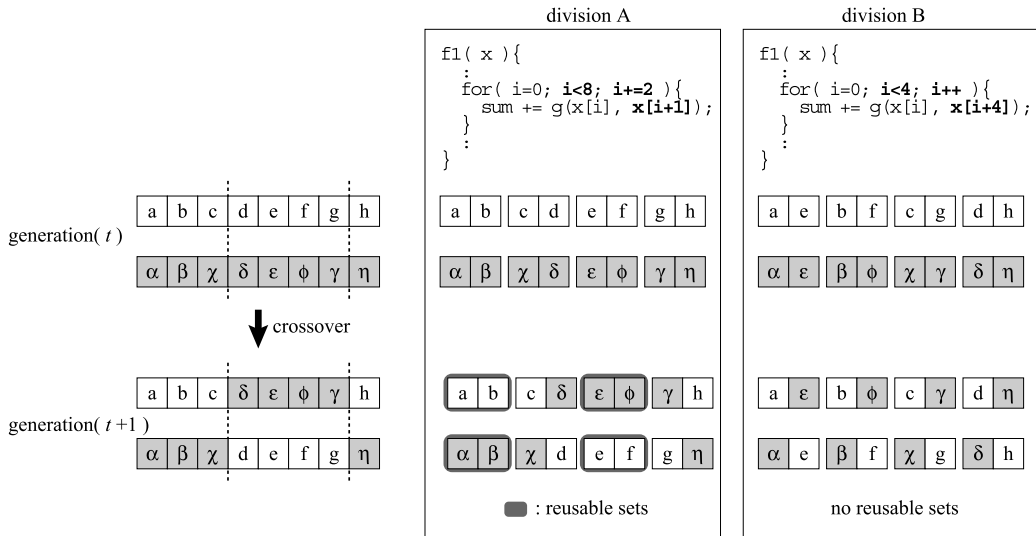 division A
division B
f1( x ){
:
for( i=0; i<8; i+=2 ){
sum += g(x[i], x[i+1]);
}
:
}
f1( x ){
:
for( i=0; i<4; i++ ){
sum += g(x[i], x[i+4]);
}
:
}
generation( t )
a b c d e f g h
α β χ δ ε ϕ γ η
crossover
generation( t +1 )
a b c δ ε ϕ γ h
α β χ d e f g η
a b c d e f g h
α β χ δ ε ϕ γ η
a b c δ ε ϕ γ h
α β χ d e f g η
: reusable sets
a e b f c g d h
α ε β ϕ χ γ δ η
a ε b ϕ c γ d η
α e β f χ g δ h
no reusable sets